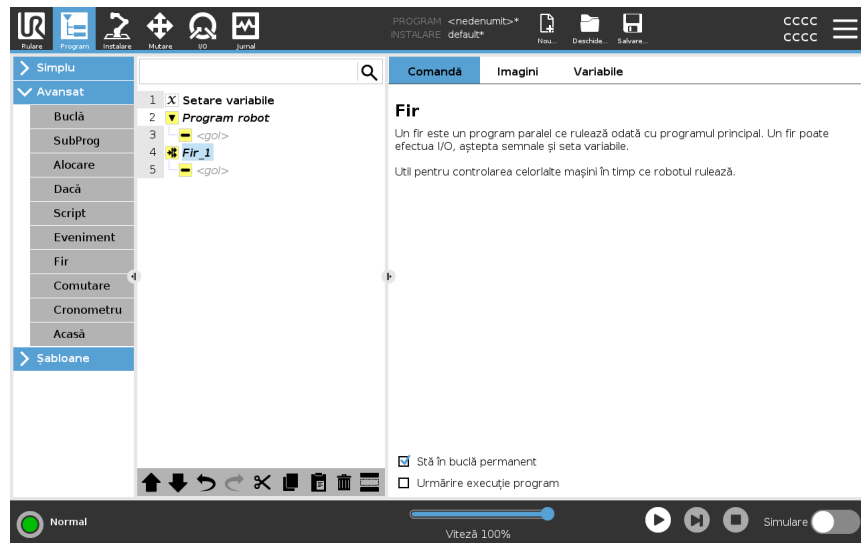 PROGRAM <nedenumit>*
INSTALARE default*
UR
Rulare
Program
Instalare
Mutare
I/O
Jurnal
Nou...
Deschide...
Salvare...
cccc
cccc
Simplu
Avansat
Buclă
SubProg
Alocare
Dacă
Script
Eveniment
Fir
Comutare
Cronometru
Acasă
Șabloane
1 X Setare variabile
2 Program robot
3 <gol>
4 Fir_1
5 <gol>
Comandă Imagini Variabile
Fir
Un fir este un program paralel ce rulează odată cu programul principal. Un fir poate
efectua I/O, aștepta semnale și seta variabile.
Util pentru controlarea celorlalte mașini în timp ce robotul rulează.
Stă în buclă permanent
Urmărire execuție program
Normal
Viteză 100%
Simulare